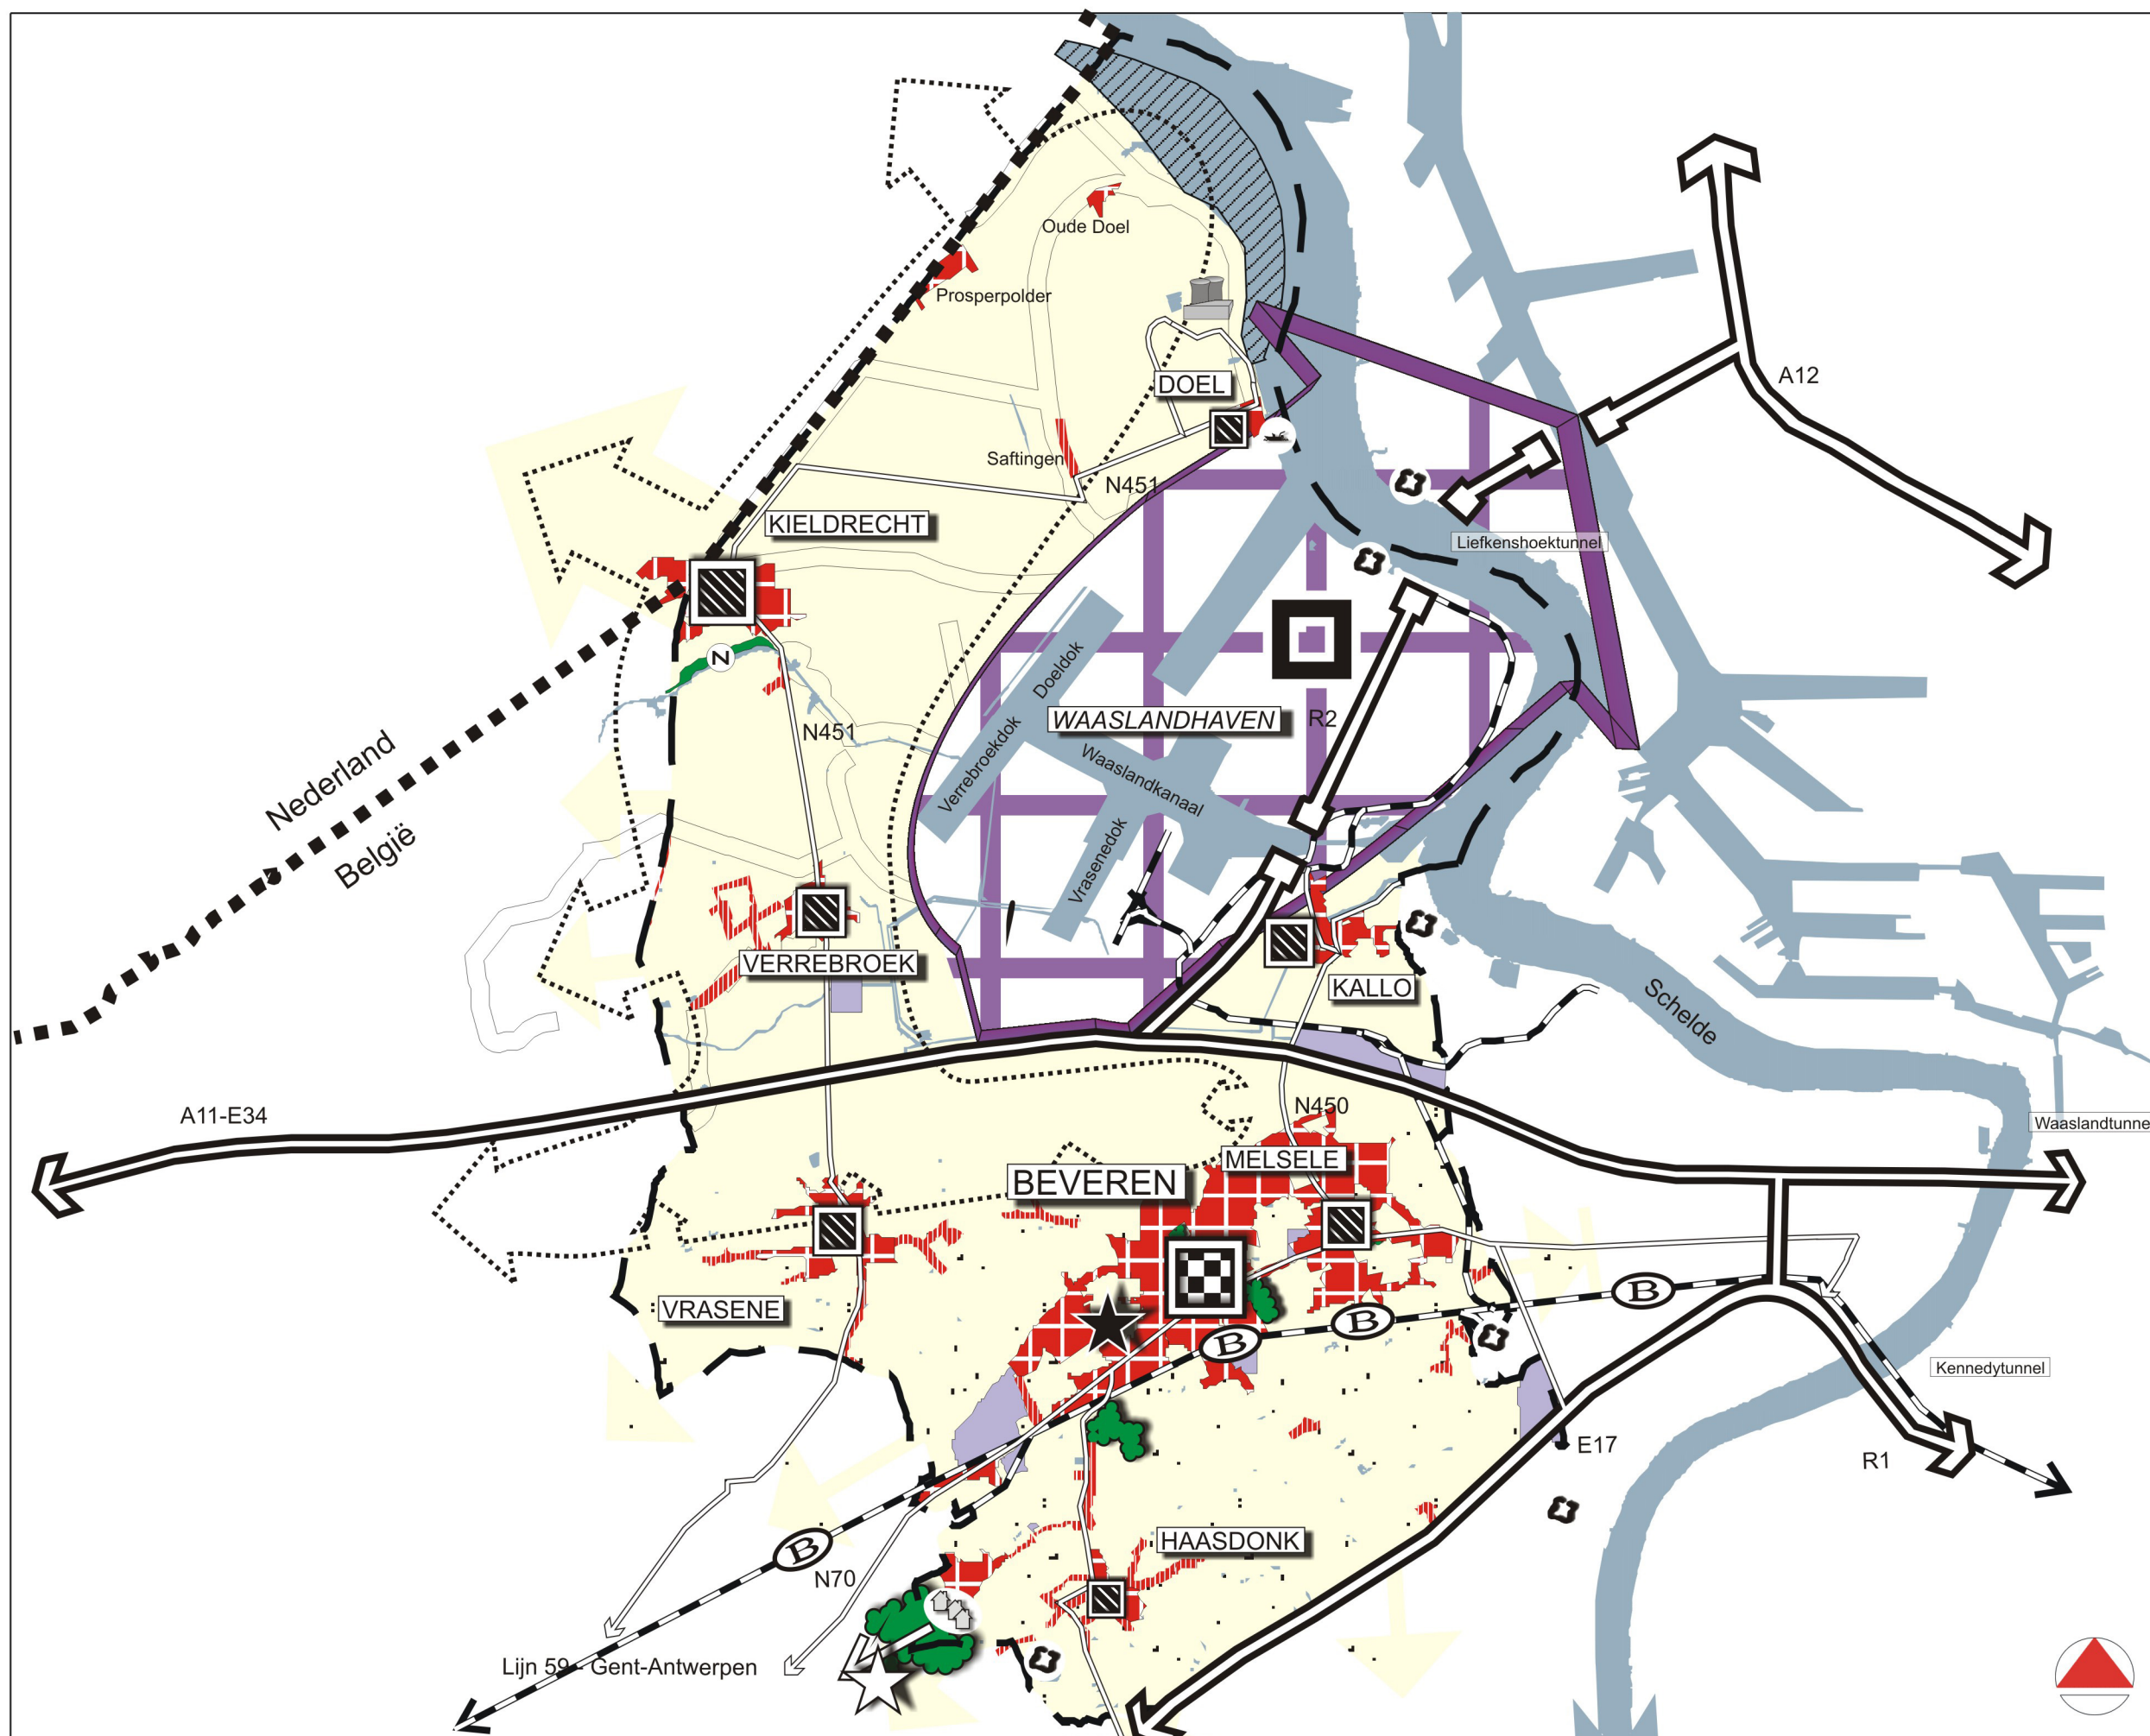 Oude Doel
Prosperpolder
DOEL
A12
Saftingen
N451
KIELDRECHT
Liefkenshoektunnel
N
Doeldok
WAASLANDHAVEN
R2
N451
Verrebroekdok
Waaslandkanaal
Nederland
België
Vrasenedok
VERREBROEK
KALLO
Schelde
A11-E34
N450
Waaslandtunne
MELSELE
BEVEREN
VRASENE
B
B
B
Kennedytunnel
E17
R1
HAASDONK
B
N70
Lijn 59 - Gent-Antwerpen